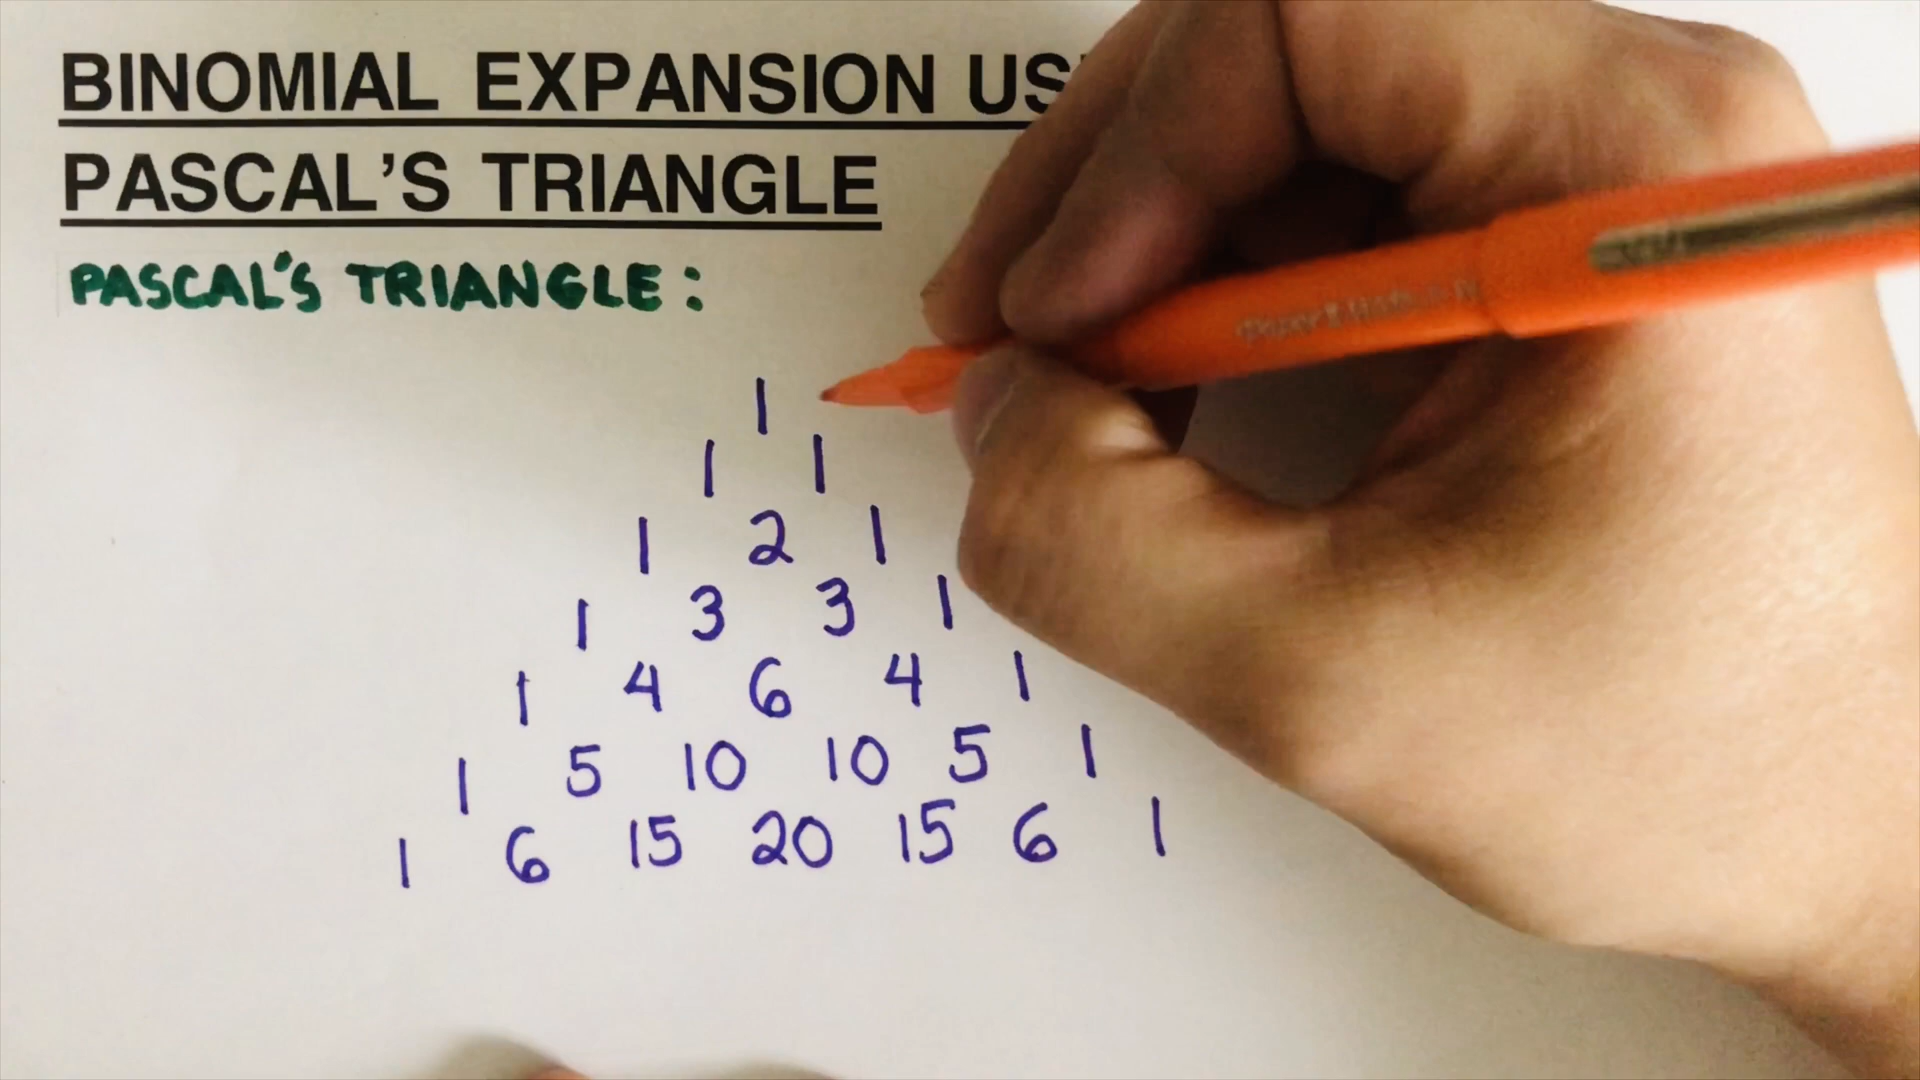 BINOMIAL EXPANSION
PASCAL'S TRIANGLE
PASCAL'S TRIANGLE:
1
1 1
1 2 1
1 3 3 1
1 4 6 4 1
1 5 10 10 5 1
1 6 15 20 15 6 1